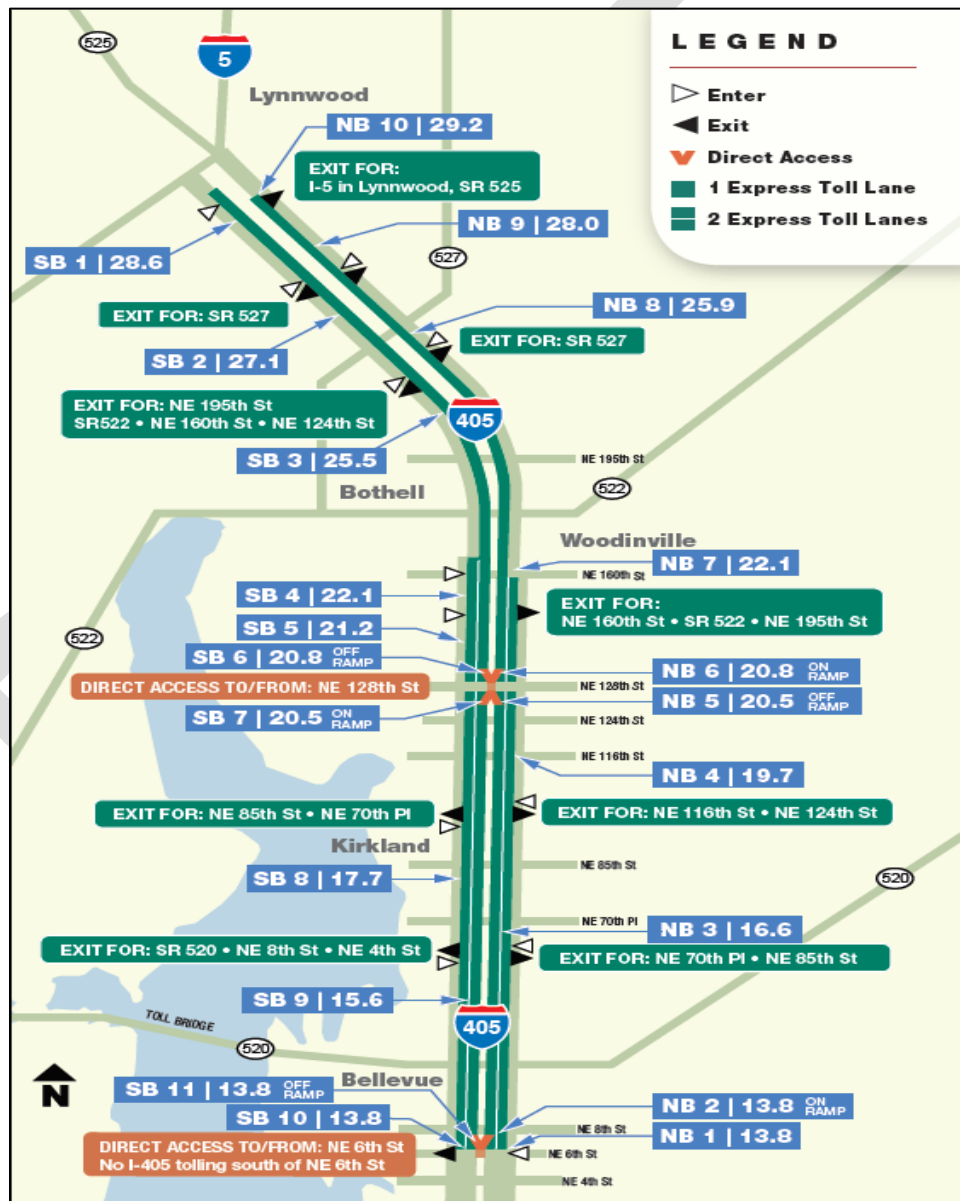 525
5
Lynnwood
LEGEND
Enter
Exit
Direct Access
1 Express Toll Lane
2 Express Toll Lanes
NB 10 | 29.2
EXIT FOR:
I-5 in Lynnwood, SR 525
NB 9 | 28.0
SB 1 | 28.6
527
NB 8 | 25.9
EXIT FOR: SR 527
EXIT FOR: SR 527
SB 2 | 27.1
EXIT FOR: NE 195th St
SR522 • NE 160th St • NE 124th St
405
SB 3 | 25.5
NE 195th St
Bothell
522
Woodinville
NB 7 | 22.1
NE 160th St
SB 4 | 22.1
EXIT FOR:
NE 160th St • SR 522 • NE 195th St
SB 5 | 21.2
522
SB 6 | 20.8 OFF RAMP
NB 6 | 20.8 ON RAMP
DIRECT ACCESS TO/FROM: NE 128th St
NE 128th St
NB 5 | 20.5 OFF RAMP
SB 7 | 20.5 ON RAMP
NE 124th St
NE 116th St
NB 4 | 19.7
EXIT FOR: NE 85th St • NE 70th Pl
EXIT FOR: NE 116th St • NE 124th St
Kirkland
NE 85th St
SB 8 | 17.7
520
NE 70th Pl
NB 3 | 16.6
EXIT FOR: SR 520 • NE 8th St • NE 4th St
EXIT FOR: NE 70th Pl • NE 85th St
SB 9 | 15.6
TOLL BRIDGE
405
520
N
Bellevue
SB 11 | 13.8 OFF RAMP
NB 2 | 13.8 ON RAMP
SB 10 | 13.8
NE 8th St
NB 1 | 13.8
DIRECT ACCESS TO/FROM: NE 6th St
No I-405 tolling south of NE 6th St
NE 6th St
NE 4th St